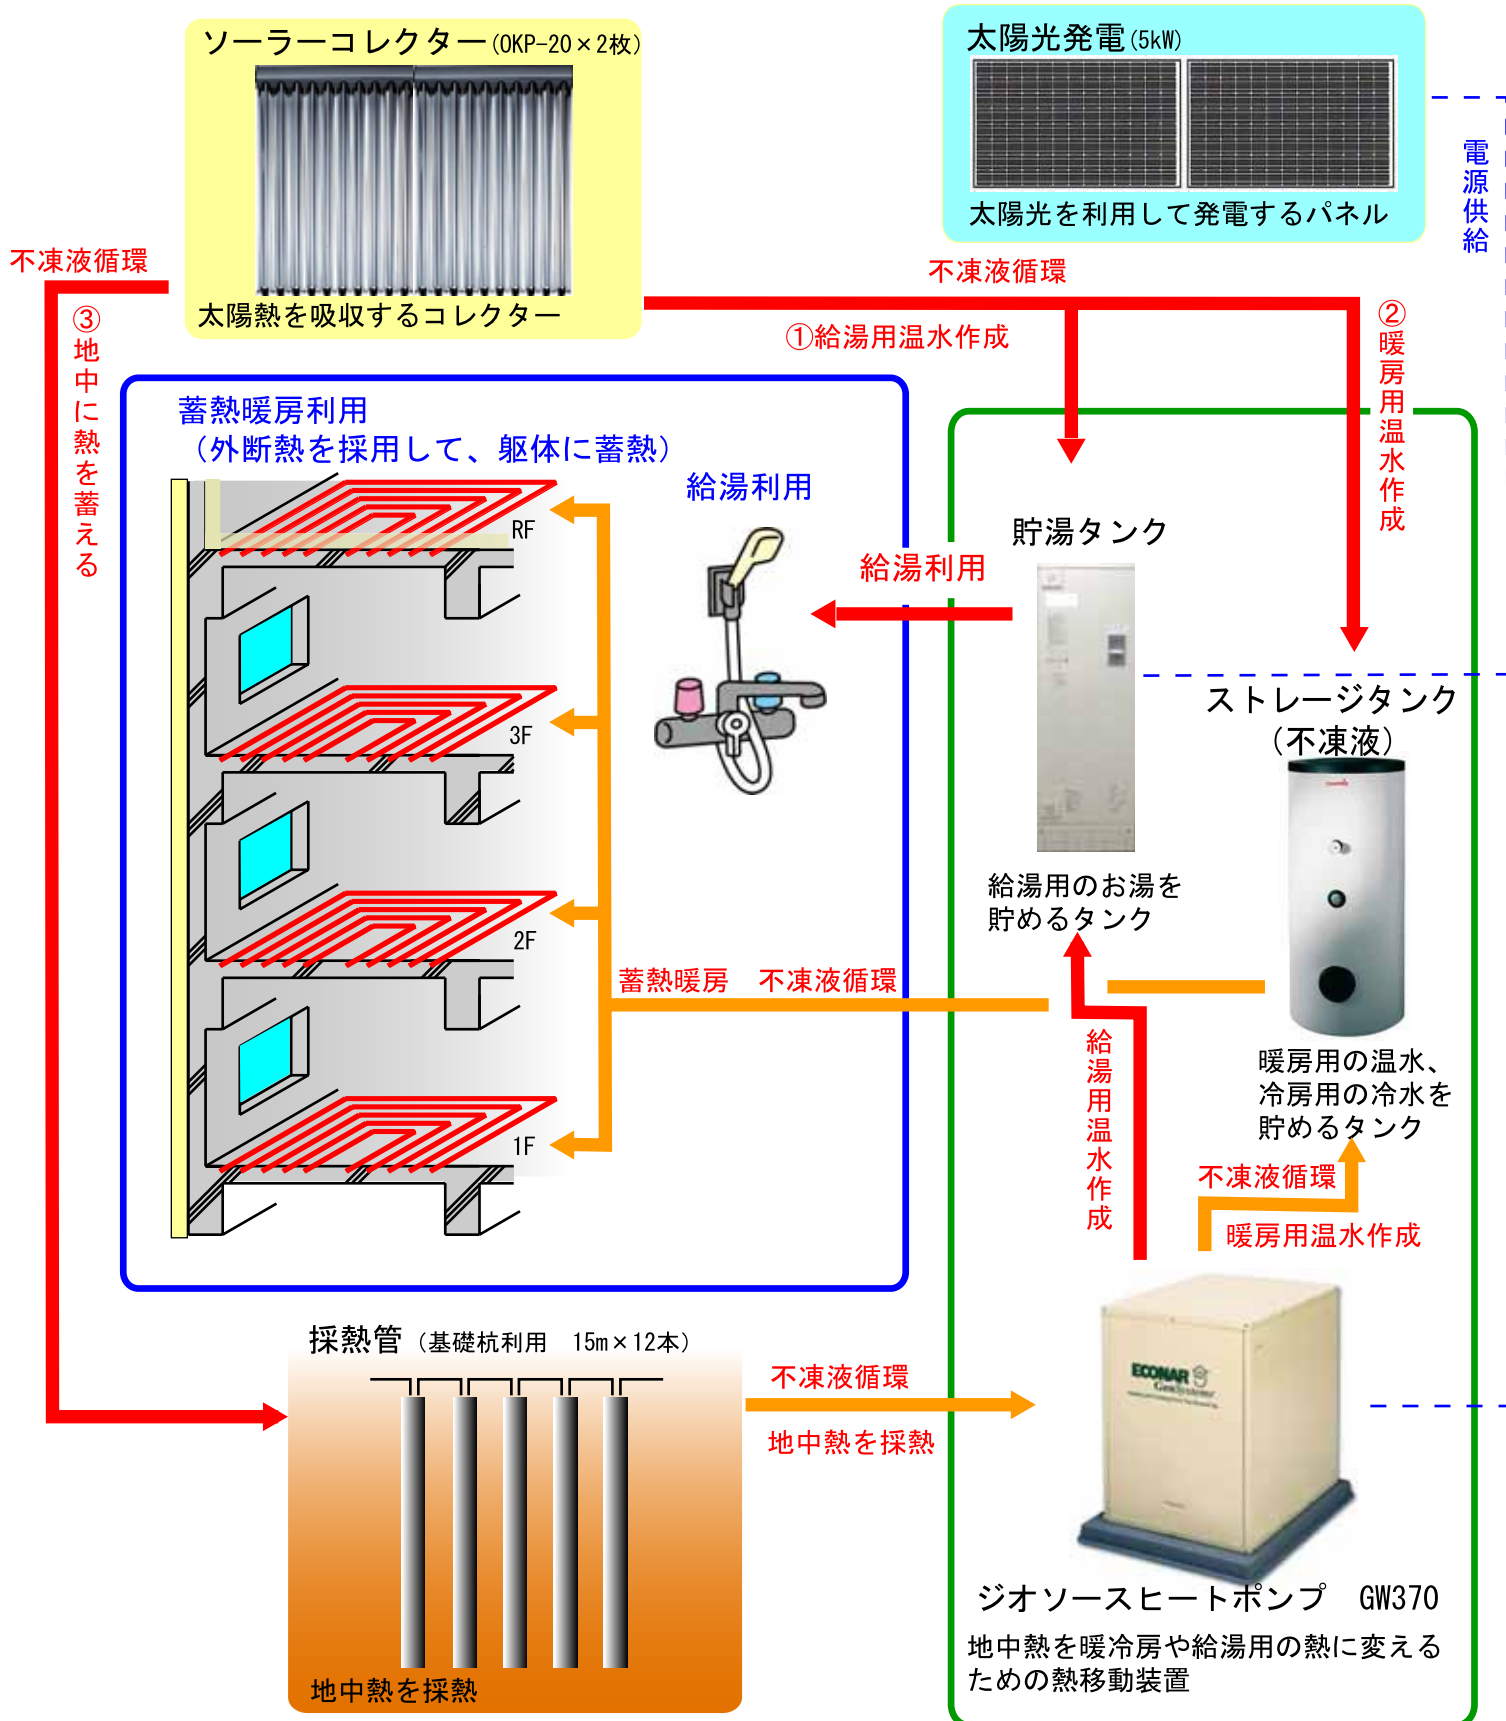 ソーラーコレクター(OKP-20×2枚)
太陽熱を吸収するコレクター
太陽光発電(5kW)
太陽光を利用して発電するパネル
電源供給
不凍液循環
③地中に熱を蓄える
不凍液循環
①給湯用温水作成
②暖房用温水作成
蓄熱暖房利用
(外断熱を採用して、躯体に蓄熱)
給湯利用
RF
3F
2F
1F
給湯利用
貯湯タンク
給湯用のお湯を
貯めるタンク
ストレージタンク
(不凍液)
暖房用の温水、
冷房用の冷水を
貯めるタンク
蓄熱暖房 不凍液循環
給湯用温水作成
不凍液循環
暖房用温水作成
採熱管 (基礎杭利用 15m×12本)
地中熱を採熱
不凍液循環
地中熱を採熱
ECONAR
GeoSystems
ジオソースヒートポンプ GW370
地中熱を暖冷房や給湯用の熱に変える
ための熱移動装置